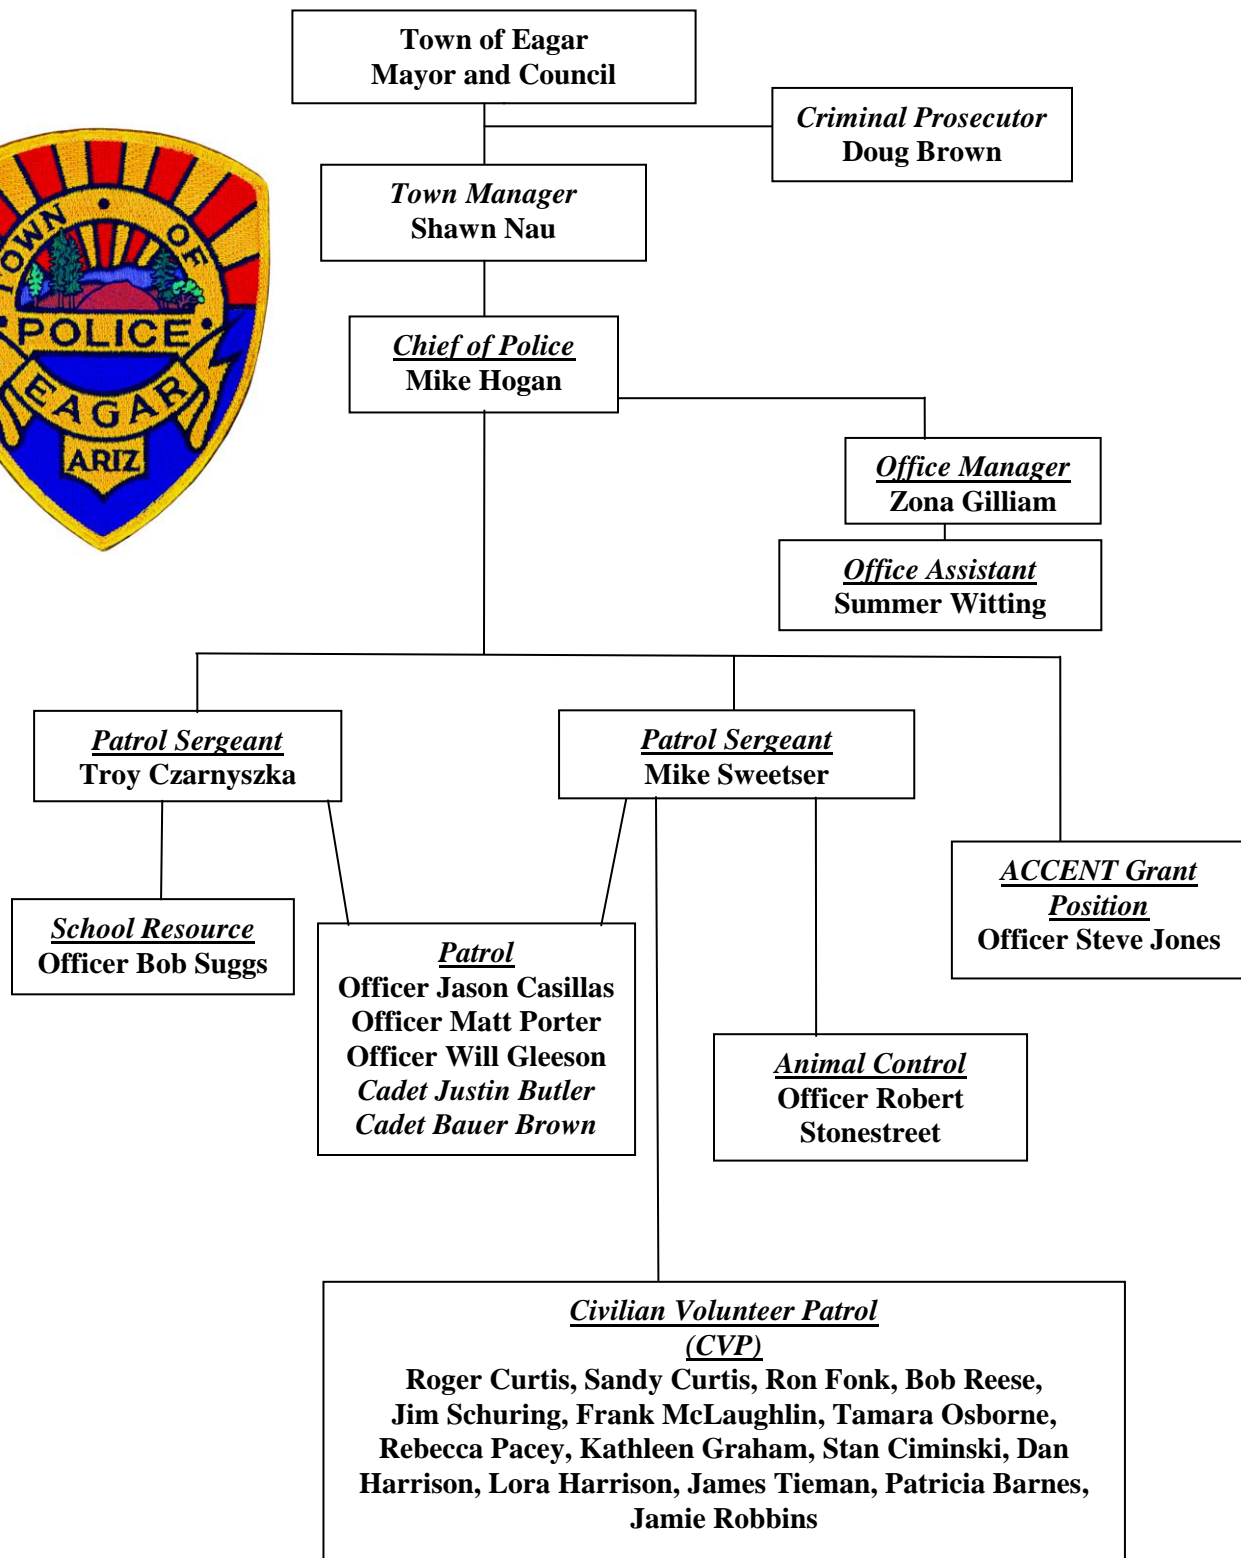 Town of Eagar
Mayor and Council
Criminal Prosecutor
Doug Brown
Town Manager
Shawn Nau
TOWN OF
POLICE
EAGAR
ARIZ
Chief of Police
Mike Hogan
Office Manager
Zona Gilliam
Office Assistant
Summer Witting
Patrol Sergeant
Troy Czarnyszka
Patrol Sergeant
Mike Sweetser
ACCENT Grant
Position
Officer Steve Jones
School Resource
Officer Bob Suggs
Patrol
Officer Jason Casillas
Officer Matt Porter
Officer Will Gleeson
Cadet Justin Butler
Cadet Bauer Brown
Animal Control
Officer Robert
Stonestreet
Civilian Volunteer Patrol
(CVP)
Roger Curtis, Sandy Curtis, Ron Fonk, Bob Reese,
Jim Schuring, Frank McLaughlin, Tamara Osborne,
Rebecca Pacey, Kathleen Graham, Stan Ciminski, Dan
Harrison, Lora Harrison, James Tieman, Patricia Barnes,
Jamie Robbins